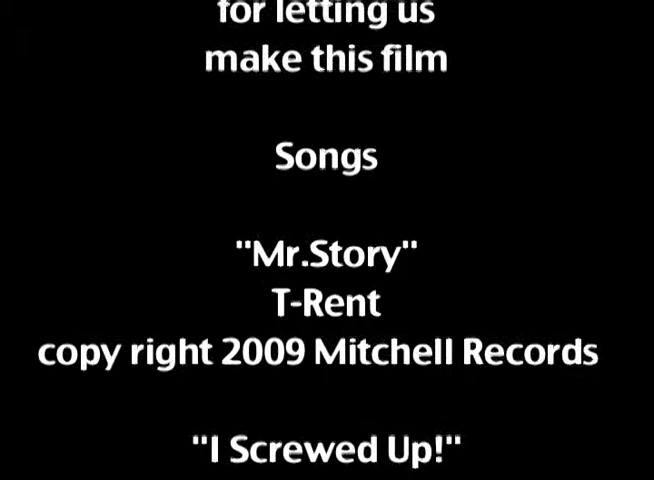 for letting us
make this film
Songs
"Mr.Story"
T-Rent
copy right 2009 Mitchell Records
"I Screwed Up!"